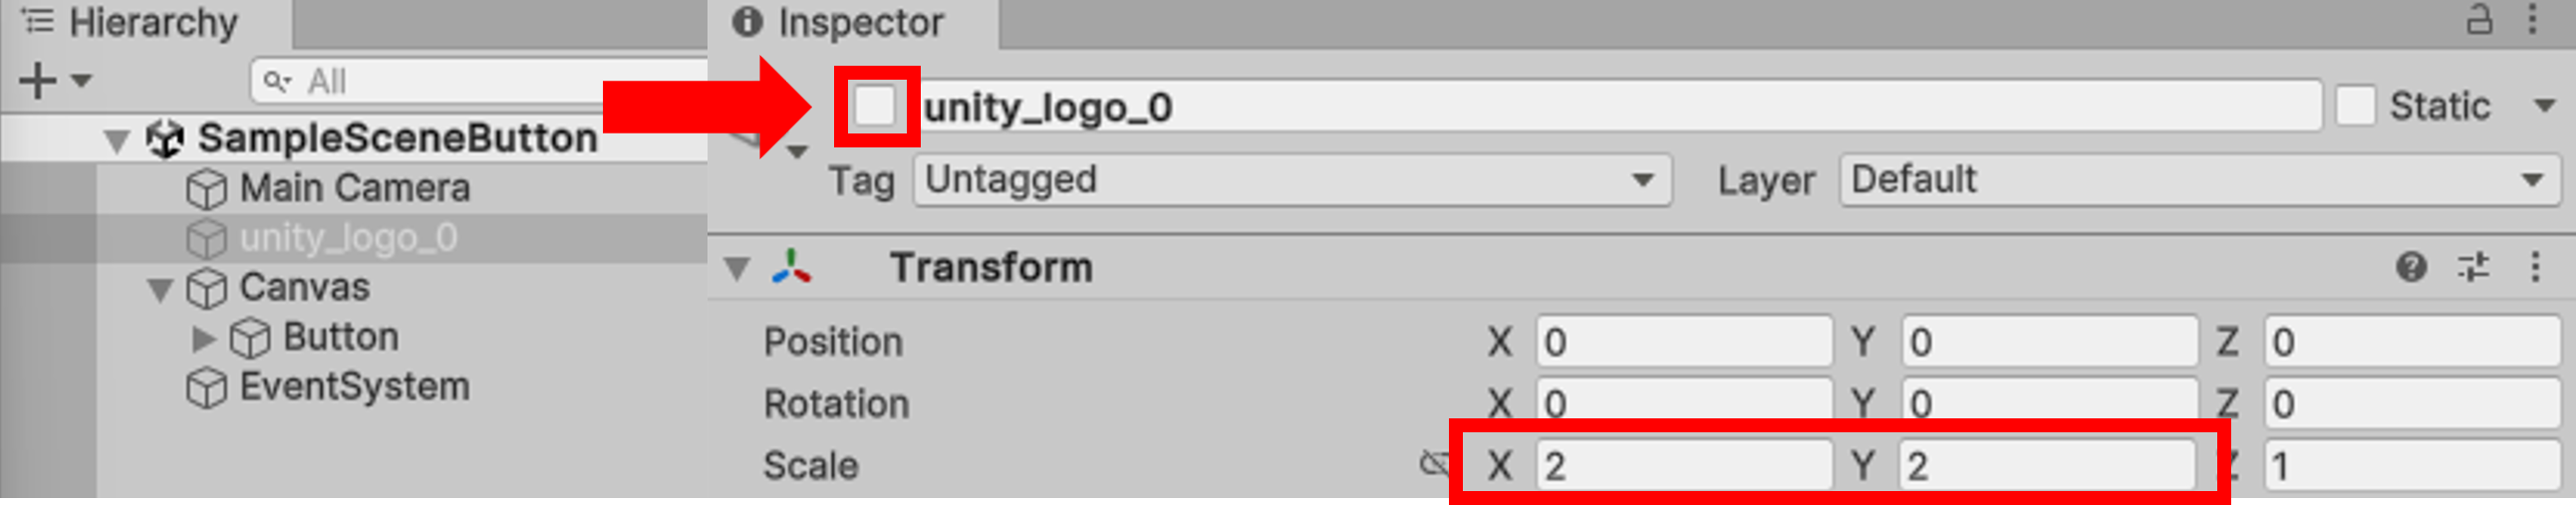 Hierarchy
All
SampleSceneButton
Main Camera
unity_logo_0
Canvas
Button
EventSystem
Inspector
unity_logo_0 Static
Tag Untagged Layer Default
Transform
Position X 0 Y 0 Z 0
Rotation X 0 Y 0 Z 0
Scale X 2 Y 2 Z 1